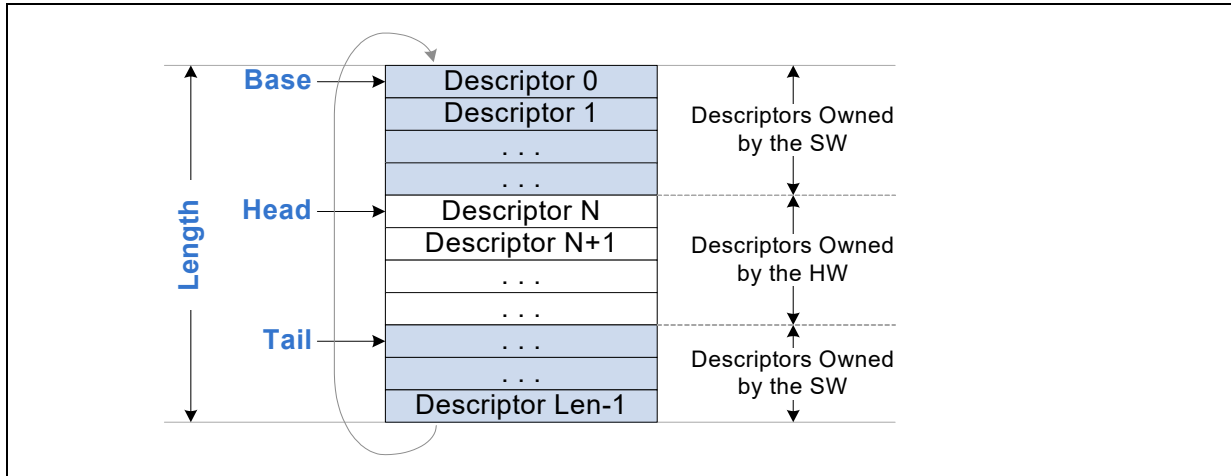 Base
Descriptor 0
Descriptor 1
. . .
. . .
Descriptors Owned
by the SW
Length
Head
Descriptor N
Descriptor N+1
. . .
. . .
Descriptors Owned
by the HW
Tail
. . .
. . .
Descriptor Len-1
Descriptors Owned
by the SW